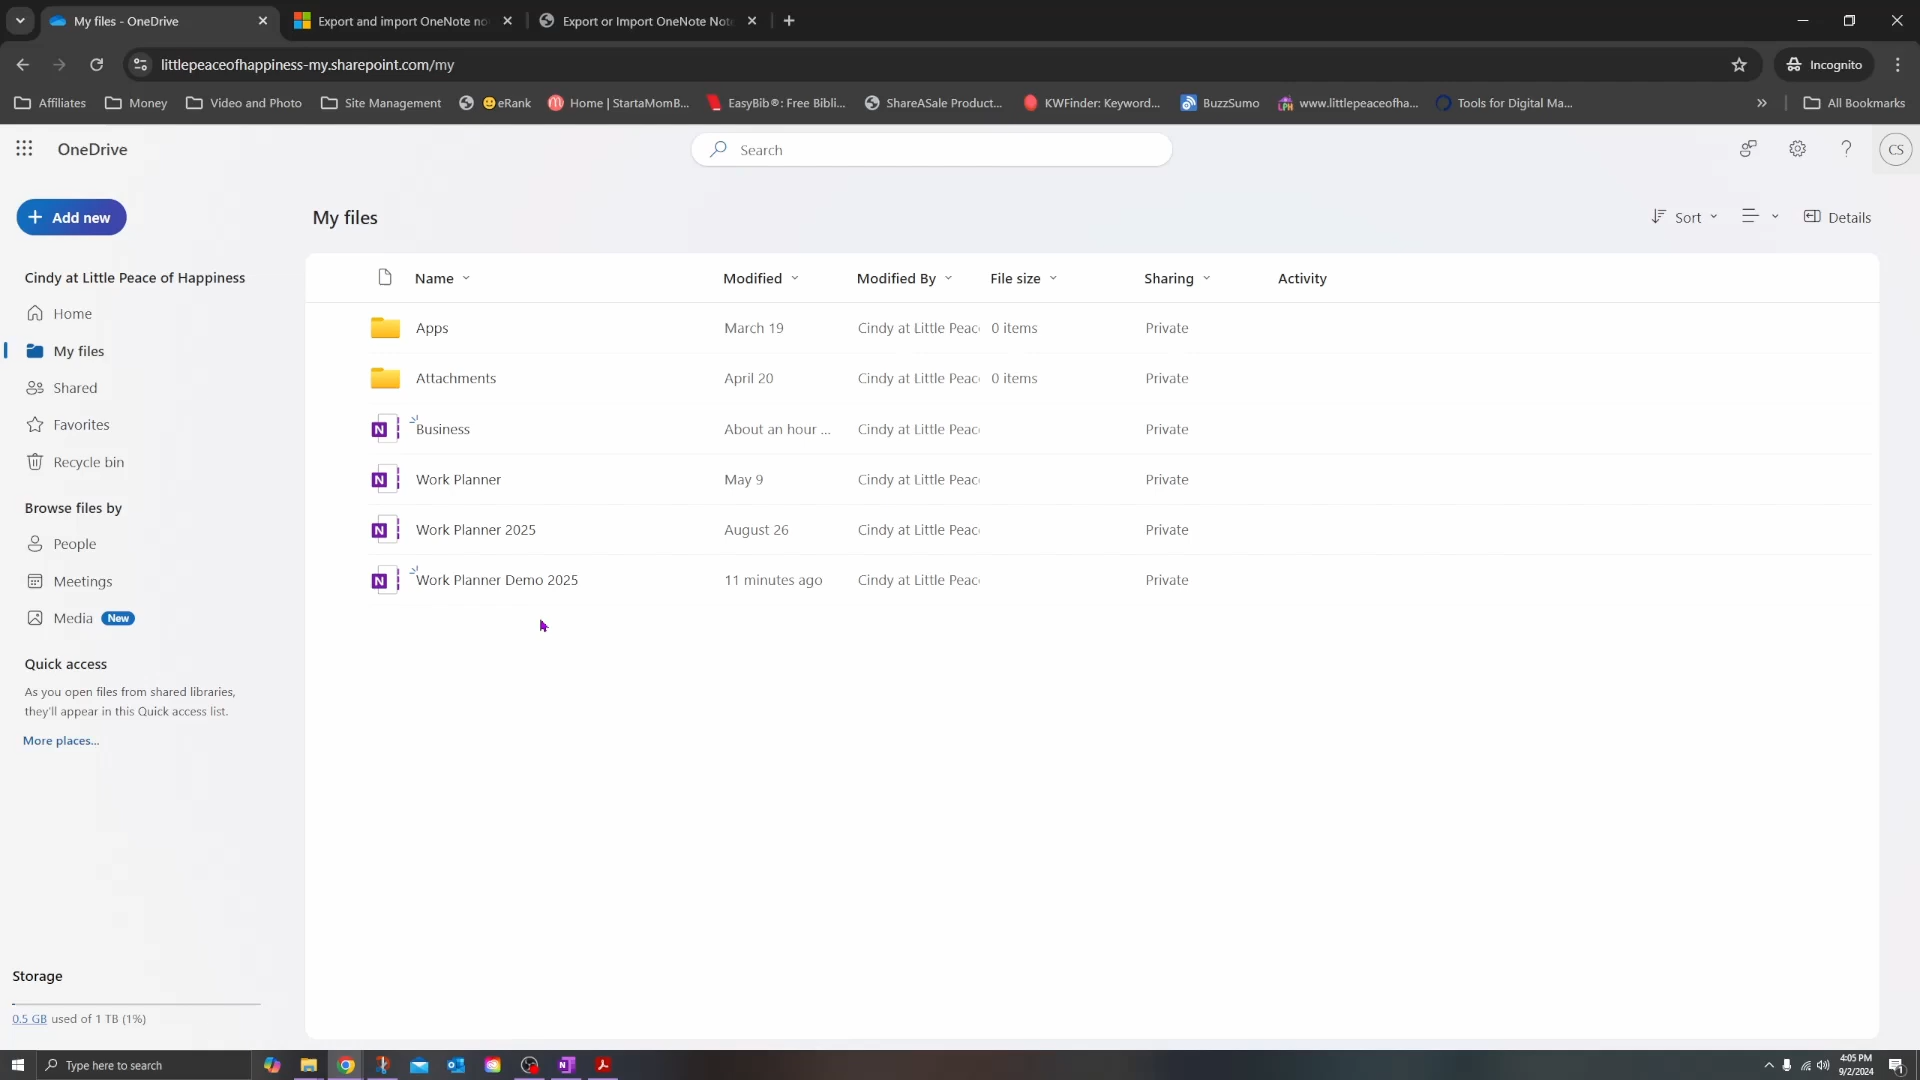 My files - OneDrive
Export and import OneNote no
Export or Import OneNote Note
littlepeaceofhappiness-my.sharepoint.com/my
Incognito
Affiliates
Money
Video and Photo
Site Management
eRank
Home | StartaMomB...
EasyBib®: Free Bibli...
ShareASale Product...
KWFinder: Keyword...
BuzzSumo
www.littlepeaceofha...
Tools for Digital Ma...
»
All Bookmarks
OneDrive
Search
CS
+ Add new
My files
Sort
Details
Cindy at Little Peace of Happiness
Home
My files
Shared
Favorites
Recycle bin
Browse files by
People
Meetings
Media New
Quick access
As you open files from shared libraries,
they'll appear in this Quick access list.
More places...
Storage
0.5 GB used of 1 TB (1%)
Name Modified Modified By File size Sharing Activity
Apps March 19 Cindy at Little Peac 0 items Private
Attachments April 20 Cindy at Little Peac 0 items Private
Business About an hour ... Cindy at Little Peac Private
Work Planner May 9 Cindy at Little Peac Private
Work Planner 2025 August 26 Cindy at Little Peac Private
Work Planner Demo 2025 11 minutes ago Cindy at Little Peac Private
Type here to search
4:05 PM
9/2/2024